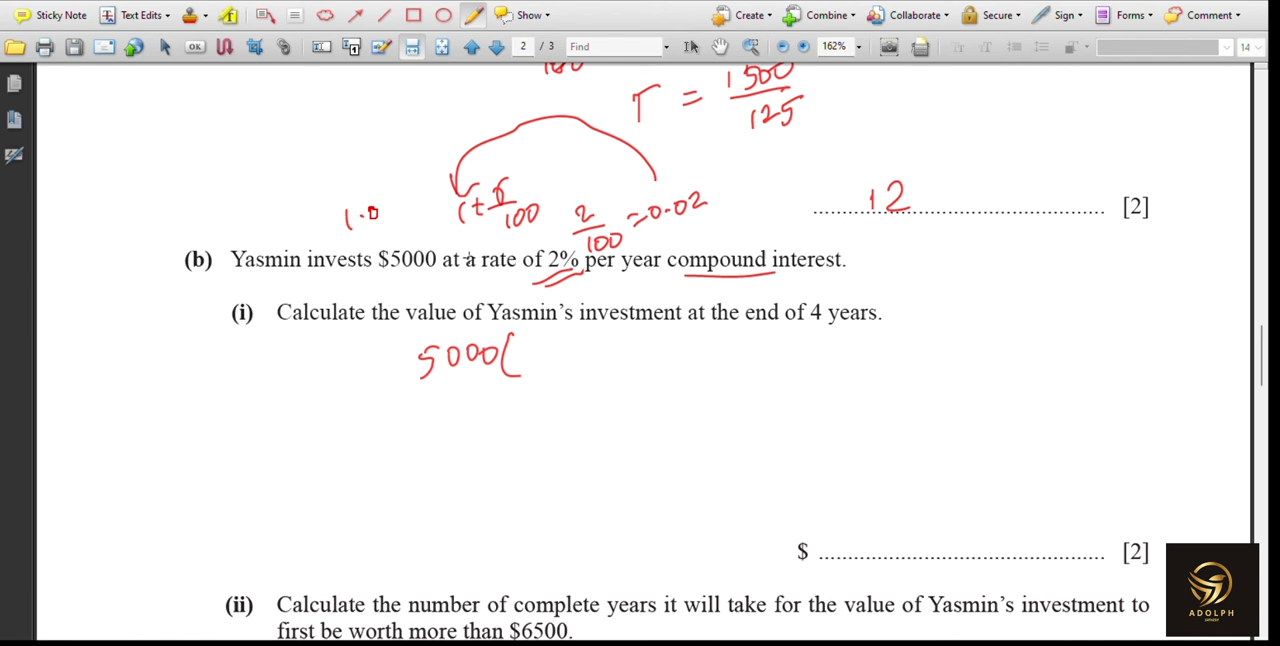 Sticky Note Text Edits Show Create Combine Collaborate Secure Sign Forms Comment
OK 2 / 3 Find 162% 14
100
r = 1500/125
1.0 1 + r/100 2/100 = 0.02
12 [2]
(b) Yasmin invests $5000 at a rate of 2% per year compound interest.
(i) Calculate the value of Yasmin's investment at the end of 4 years.
5000(
$ ................................................ [2]
(ii) Calculate the number of complete years it will take for the value of Yasmin's investment to
first be worth more than $6500.
ADOLPH